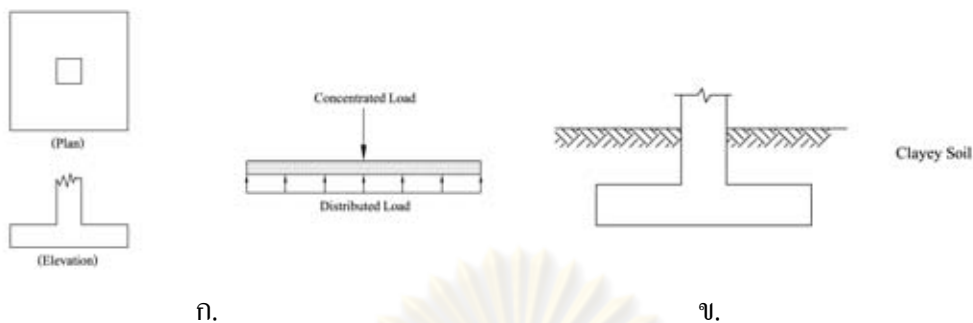 (Plan)
(Elevation)
Concentrated Load
Distributed Load
Clayey Soil
ก.
ข.